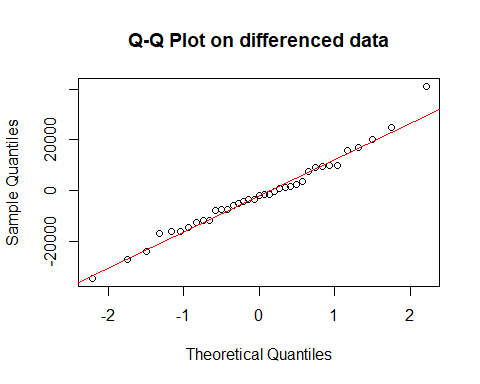 Q-Q Plot on differenced data
Sample Quantiles
20000
0
-20000
-2
-1
0
1
2
Theoretical Quantiles